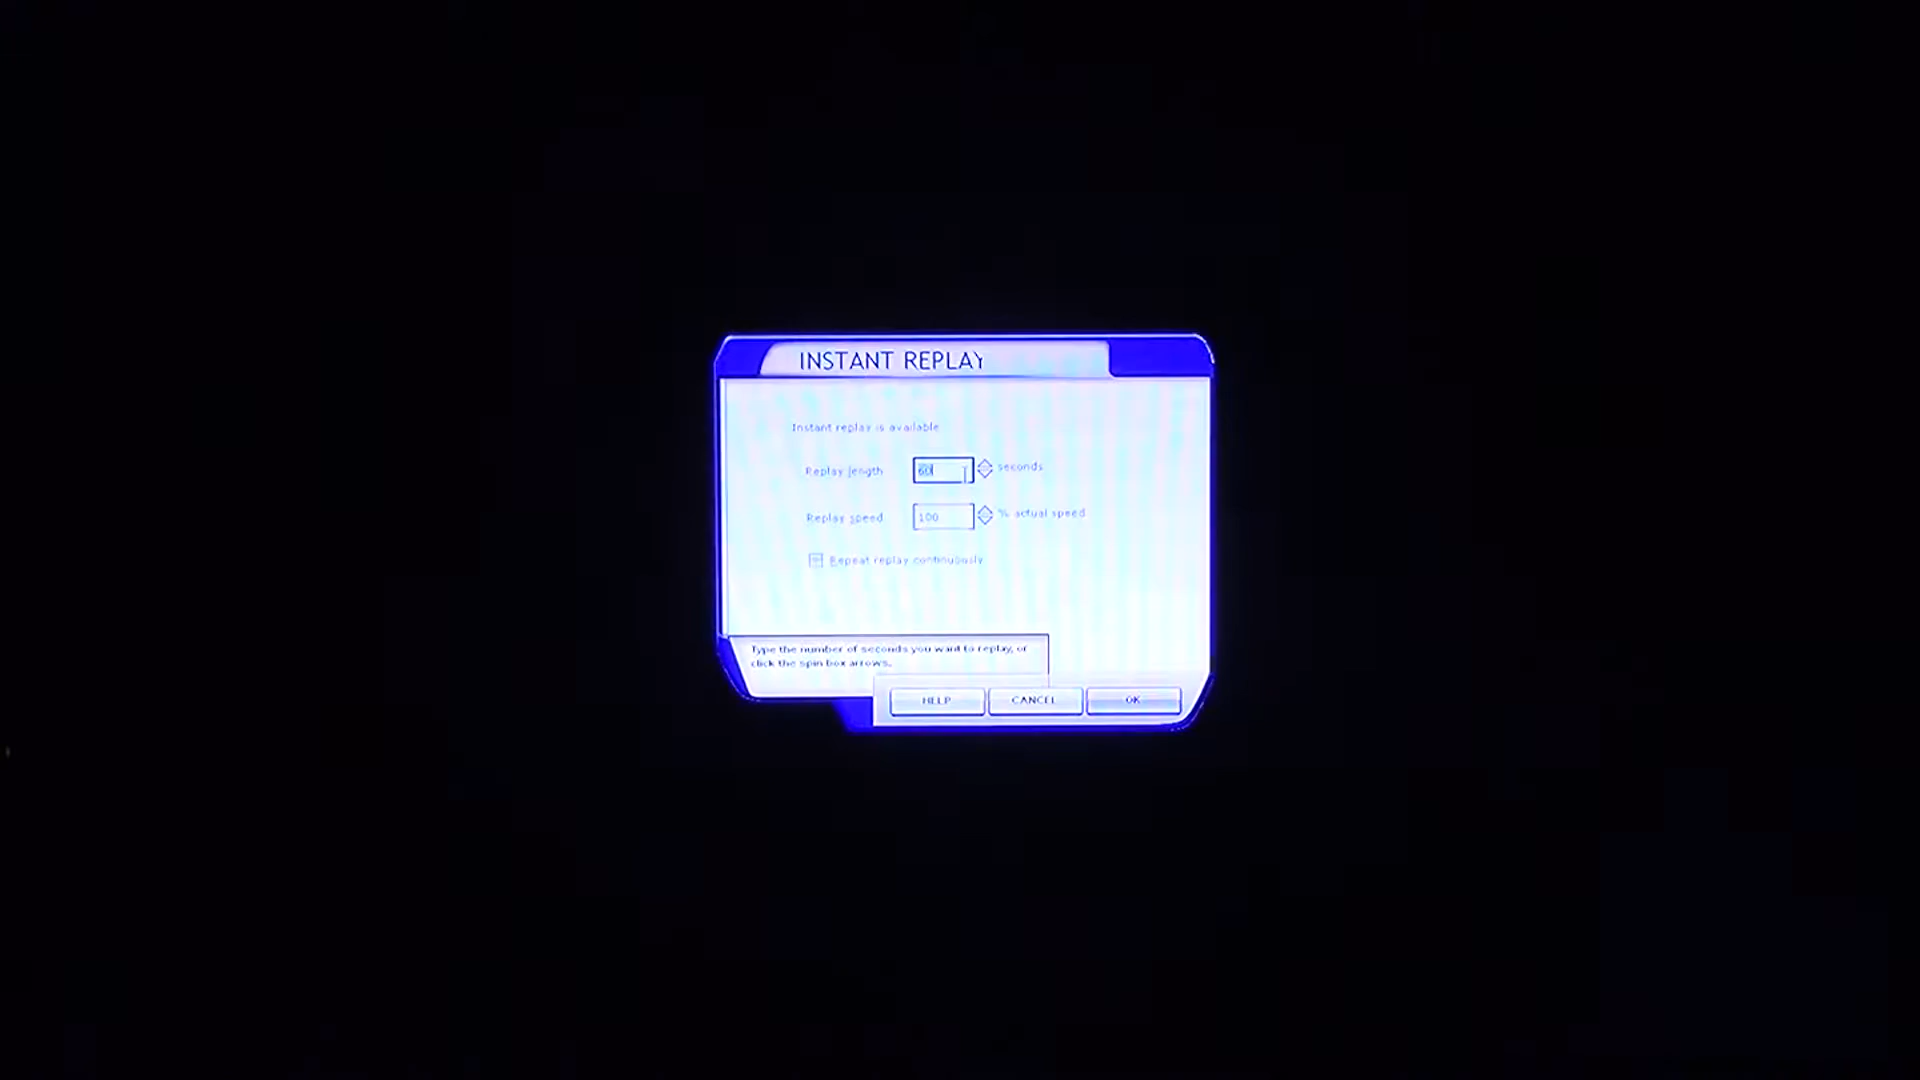 INSTANT REPLAY
Instant replay is available
Replay length 60 seconds
Replay speed 100 % actual speed
Repeat replay continuously
Type the number of seconds you want to replay, or
click the spin box arrows.
HELP CANCEL OK